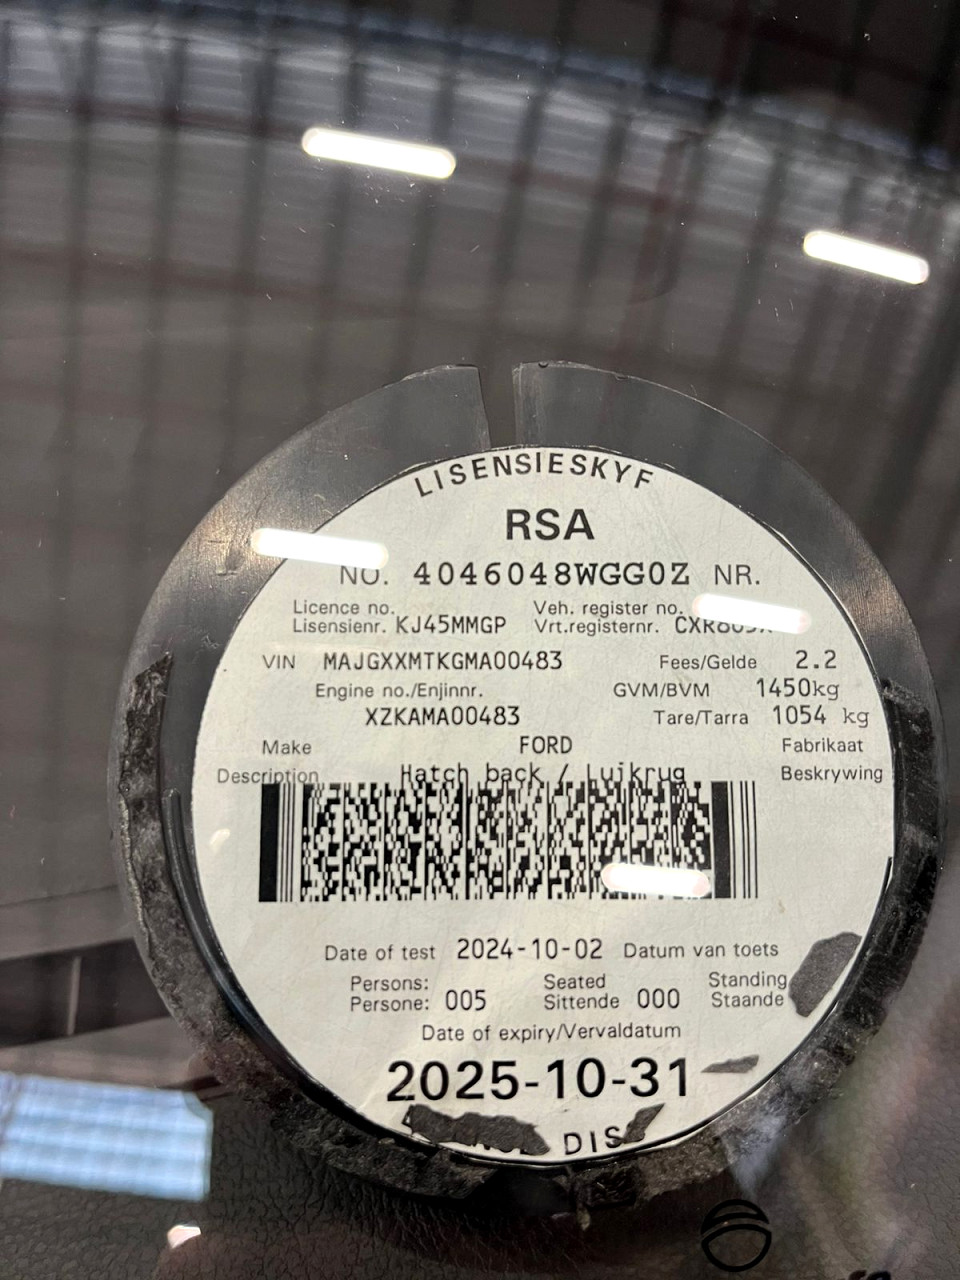 LISENSIESKYF
RSA
NO. 4046048WGG0Z NR.
Licence no. Veh. register no.
Lisensienr. KJ45MMGP Vrt.registernr.
VIN MAJGXXMTKGMA00483 Fees/Gelde 2.2
Engine no./Enjinnr. GVM/BVM 1450kg
XZKAMA00483 Tare/Tarra 1054 kg
Make FORD Fabrikaat
Description Hatch back / Luikrug Beskrywing
Date of test 2024-10-02 Datum van toets
Persons: Seated Standing
Persone: 005 Sittende 000 Staande
Date of expiry/Vervaldatum
2025-10-31